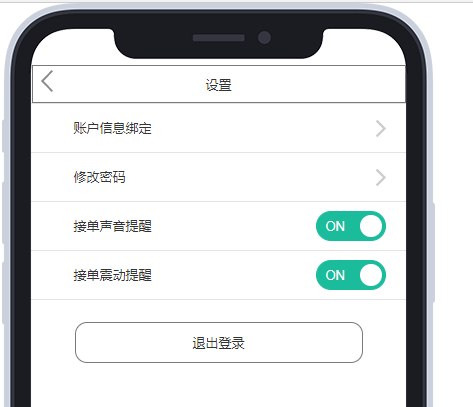 设置
账户信息绑定
修改密码
接单声音提醒 ON
接单震动提醒 ON
退出登录